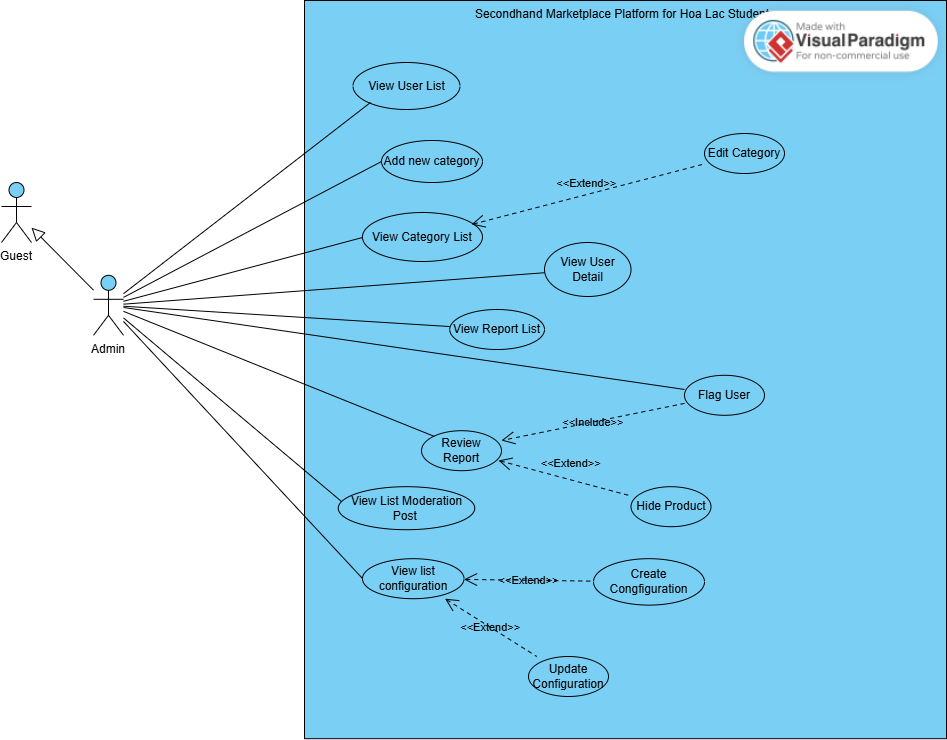 Secondhand Marketplace Platform for Hoa Lac Student
Made with
Visual Paradigm
For non-commercial use
View User List
Add new category
Edit Category
<<Extend>>
View Category List
Guest
View User
Detail
View Report List
Admin
Flag User
<<Include>>
Review
Report
<<Extend>>
Hide Product
View List Moderation
Post
View list
configuration
<<Extend>>
Create
Congfiguration
<<Extend>>
Update
Configuration